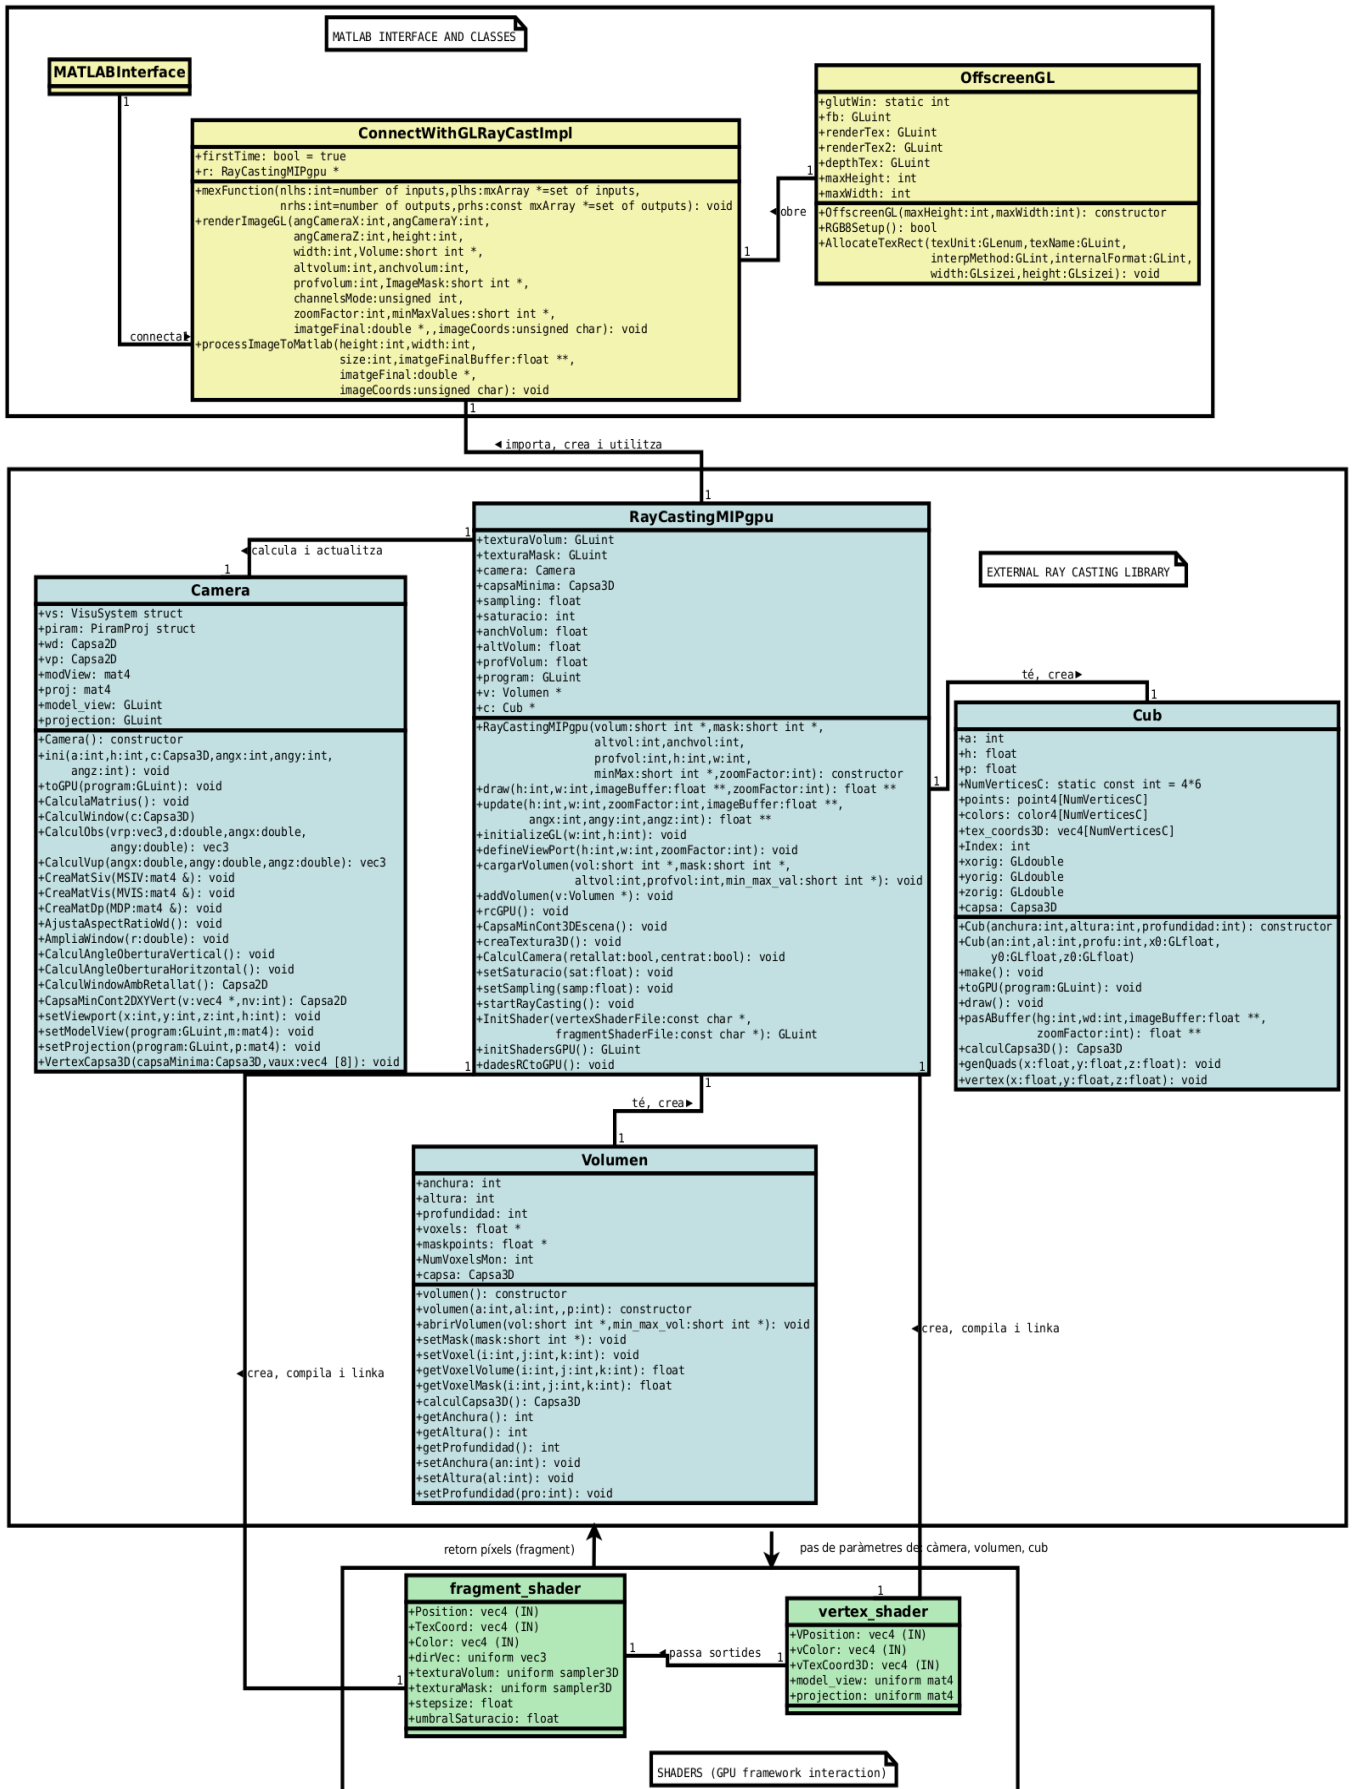 MATLAB INTERFACE AND CLASSES
MATLABInterface
1
ConnectWithGLRayCastImpl
+firstTime: bool = true
+r: RayCastingMIPgpu *
+mexFunction(nlhs:int=number of inputs,plhs:mxArray *=set of inputs,
nrhs:int=number of outputs,prhs:const mxArray *=set of outputs): void
+renderImageGL(angCameraX:int,angCameraY:int,
angCameraZ:int,height:int,
width:int,Volume:short int *,
altvolum:int,anchvolum:int,
profvolum:int,ImageMask:short int *,
channelsMode:unsigned int,
zoomFactor:int,minMaxValues:short int *,
imatgeFinal:double *,,imageCoords:unsigned char): void
+processImageToMatlab(height:int,width:int,
size:int,imatgeFinalBuffer:float **,
imatgeFinal:double *,
imageCoords:unsigned char): void
connecta
1
OffscreenGL
+glutWin: static int
+fb: GLuint
+renderTex: GLuint
+renderTex2: GLuint
+depthTex: GLuint
+maxHeight: int
+maxWidth: int
+OffscreenGL(maxHeight:int,maxWidth:int): constructor
+RGB8Setup(): bool
+AllocateTexRect(texUnit:GLenum,texName:GLuint,
interpMethod:GLint,internalFormat:GLint,
width:GLsizei,height:GLsizei): void
1
obre
1
1
importa, crea i utilitza
1
RayCastingMIPgpu
+texturaVolum: GLuint
+texturaMask: GLuint
+camera: Camera
+capsaMinima: Capsa3D
+sampling: float
+saturacio: int
+anchVolum: float
+altVolum: float
+profVolum: float
+program: GLuint
+v: Volumen *
+c: Cub *
+RayCastingMIPgpu(volum:short int *,mask:short int *,
altvol:int,anchvol:int,
profvol:int,h:int,w:int,
minMax:short int *,zoomFactor:int): constructor
+draw(h:int,w:int,imageBuffer:float **,zoomFactor:int): float **
+update(h:int,w:int,zoomFactor:int,imageBuffer:float **,
angx:int,angy:int,angz:int): float **
+initializeGL(w:int,h:int): void
+defineViewPort(h:int,w:int,zoomFactor:int): void
+cargarVolumen(vol:short int *,mask:short int *,
altvol:int,profvol:int,min_max_val:short int *): void
+addVolumen(v:Volumen *): void
+rcGPU(): void
+CapsaMinCont3DEscena(): void
+creaTextura3D(): void
+CalculCamera(retallat:bool,centrat:bool): void
+setSaturacio(sat:float): void
+setSampling(samp:float): void
+startRayCasting(): void
+InitShader(vertexShaderFile:const char *,
fragmentShaderFile:const char *): GLuint
+initShadersGPU(): GLuint
+dadesRCtoGPU(): void
EXTERNAL RAY CASTING LIBRARY
1
calcula i actualitza
1
Camera
+vs: VisuSystem struct
+piram: PiramProj struct
+wd: Capsa2D
+vp: Capsa2D
+modView: mat4
+proj: mat4
+model_view: GLuint
+projection: GLuint
+Camera(): constructor
+ini(a:int,h:int,c:Capsa3D,angx:int,angy:int,
angz:int): void
+toGPU(program:GLuint): void
+CalculaMatrius(): void
+CalculWindow(c:Capsa3D)
+CalculObs(vrp:vec3,d:double,angx:double,
angy:double): vec3
+CalculVup(angx:double,angy:double,angz:double): vec3
+CreaMatSiv(MSIV:mat4 &): void
+CreaMatVis(MVIS:mat4 &): void
+CreaMatDp(MDP:mat4 &): void
+AjustaAspectRatioWd(): void
+AmpliaWindow(r:double): void
+CalculAngleOberturaVertical(): void
+CalculAngleOberturaHoritzontal(): void
+CalculWindowAmbRetallat(): Capsa2D
+CapsaMinCont2DXYVert(v:vec4 *,nv:int): Capsa2D
+setViewport(x:int,y:int,z:int,h:int): void
+setModelView(program:GLuint,m:mat4): void
+setProjection(program:GLuint,p:mat4): void
+VertexCapsa3D(capsaMinima:Capsa3D,vaux:vec4 [8]): void
té, crea
1
1
Cub
+a: int
+h: float
+p: float
+NumVerticesC: static const int = 4*6
+points: point4[NumVerticesC]
+colors: color4[NumVerticesC]
+tex_coords3D: vec4[NumVerticesC]
+Index: int
+xorig: GLdouble
+yorig: GLdouble
+zorig: GLdouble
+capsa: Capsa3D
+Cub(anchura:int,altura:int,profundidad:int): constructor
+Cub(an:int,al:int,profu:int,x0:GLfloat,
y0:GLfloat,z0:GLfloat)
+make(): void
+toGPU(program:GLuint): void
+draw(): void
+pasABuffer(hg:int,wd:int,imageBuffer:float **,
zoomFactor:int): float **
+calculCapsa3D(): Capsa3D
+genQuads(x:float,y:float,z:float): void
+vertex(x:float,y:float,z:float): void
1
1
1
té, crea
1
Volumen
+anchura: int
+altura: int
+profundidad: int
+voxels: float *
+maskpoints: float *
+NumVoxelsMon: int
+capsa: Capsa3D
+volumen(): constructor
+volumen(a:int,al:int,,p:int): constructor
+abrirVolumen(vol:short int *,min_max_vol:short int *): void
+setMask(mask:short int *): void
+setVoxel(i:int,j:int,k:int): void
+getVoxelVolume(i:int,j:int,k:int): float
+getVoxelMask(i:int,j:int,k:int): float
+calculCapsa3D(): Capsa3D
+getAnchura(): int
+getAltura(): int
+getProfundidad(): int
+setAnchura(an:int): void
+setAltura(al:int): void
+setProfundidad(pro:int): void
crea, compila i linka
crea, compila i linka
retorn píxels (fragment)
pas de paràmetres de: càmera, volumen, cub
fragment_shader
+Position: vec4 (IN)
+TexCoord: vec4 (IN)
+Color: vec4 (IN)
+dirVec: uniform vec3
+texturaVolum: uniform sampler3D
+texturaMask: uniform sampler3D
+stepsize: float
+umbralSaturacio: float
1
1
passa sortides
1
1
vertex_shader
+VPosition: vec4 (IN)
+vColor: vec4 (IN)
+vTexCoord3D: vec4 (IN)
+model_view: uniform mat4
+projection: uniform mat4
SHADERS (GPU framework interaction)